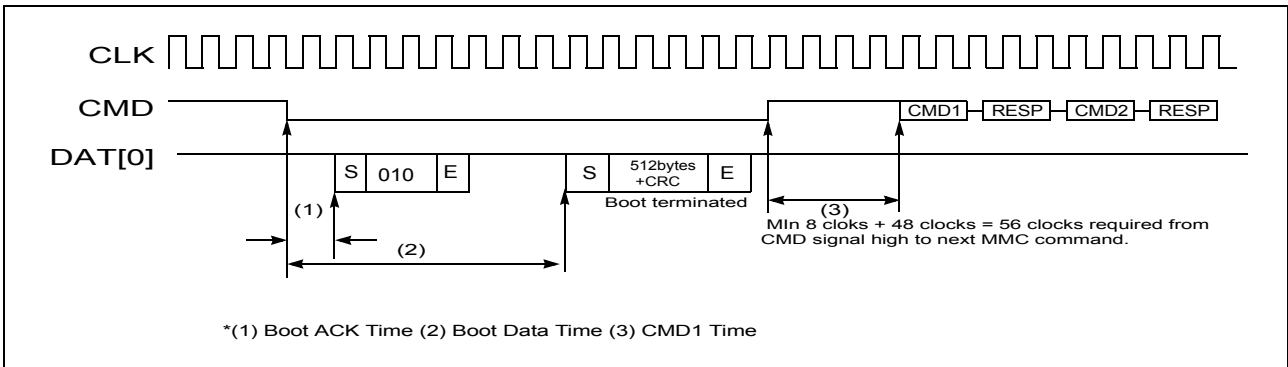 CLK
CMD
CMD1 RESP CMD2 RESP
DAT[0]
S 010 E S 512bytes E
+CRC
Boot terminated
(1)
(2)
(3)
MIn 8 cloks + 48 clocks = 56 clocks required from
CMD signal high to next MMC command.
*(1) Boot ACK Time (2) Boot Data Time (3) CMD1 Time